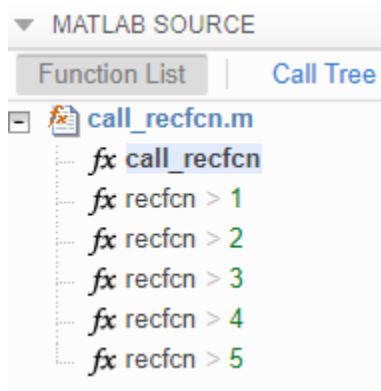 MATLAB SOURCE
Function List Call Tree
call_recfcn.m
fx call_recfcn
fx recfcn > 1
fx recfcn > 2
fx recfcn > 3
fx recfcn > 4
fx recfcn > 5